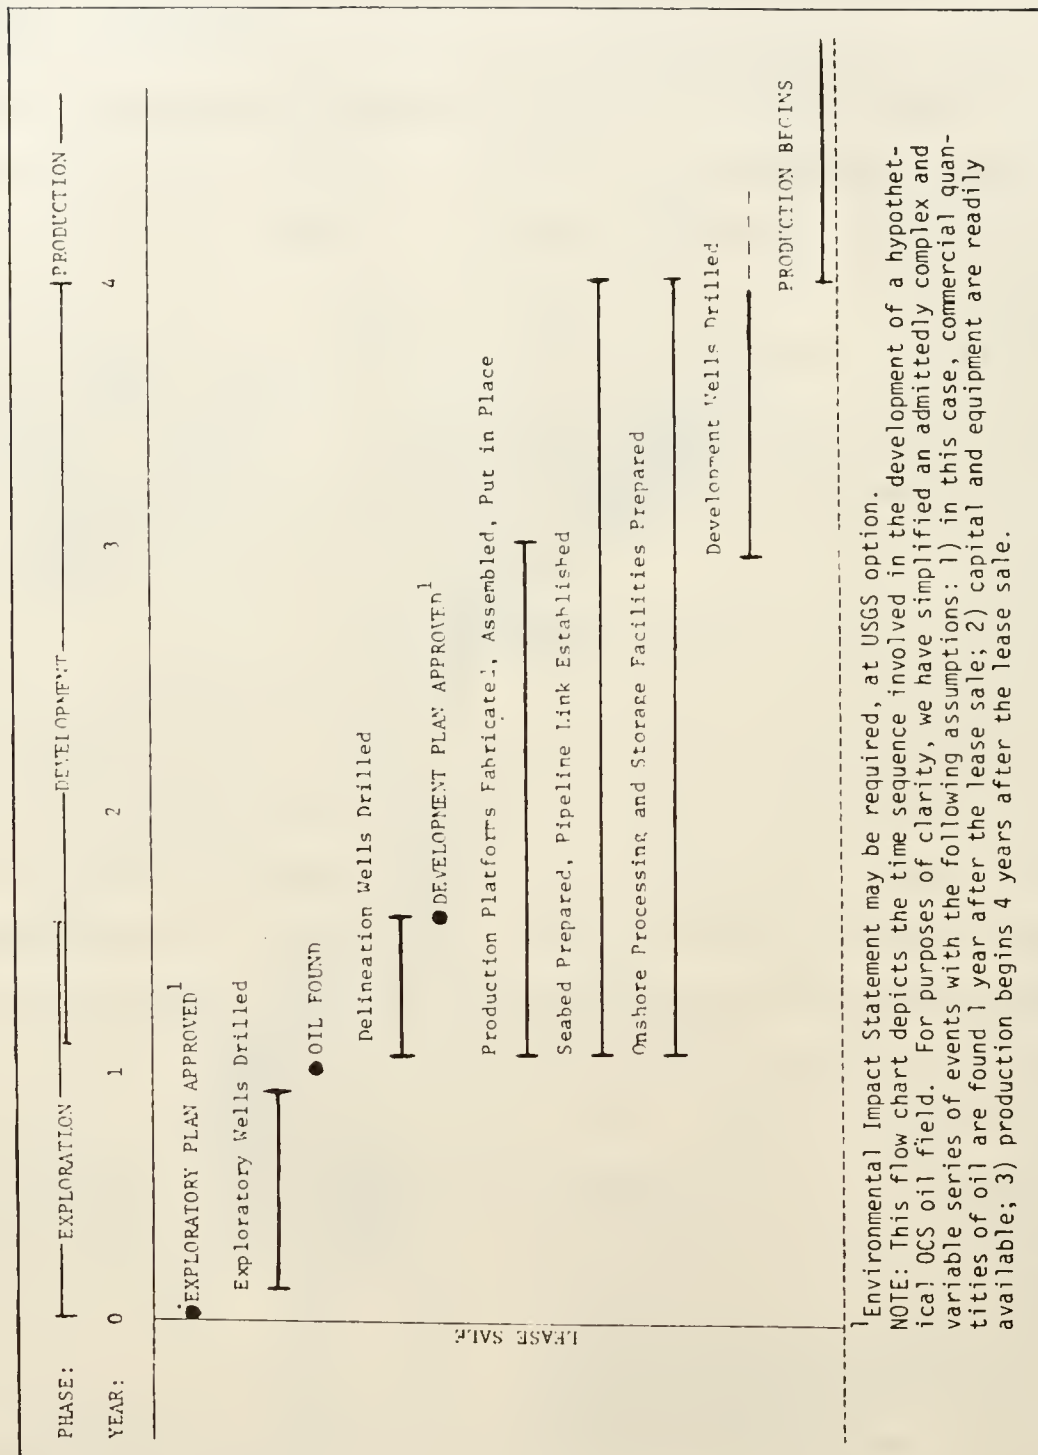 PHASE: EXPLORATION DEVELOPMENT PRODUCTION
YEAR: 0 1 2 3 4
LEASE SALE
EXPLORATORY PLAN APPROVED1
Exploratory Wells Drilled
OIL FOUND
Delineation Wells Drilled
DEVELOPMENT PLAN APPROVED1
Production Platforms Fabricated, Assembled, Put in Place
Seabed Prepared, Pipeline Link Established
Onshore Processing and Storage Facilities Prepared
Development Wells Drilled
PRODUCTION BEGINS
1Environmental Impact Statement may be required, at USGS option.
NOTE: This flow chart depicts the time sequence involved in the development of a hypothet-
ical OCS oil field. For purposes of clarity, we have simplified an admittedly complex and
variable series of events with the following assumptions: 1) in this case, commercial quan-
tities of oil are found 1 year after the lease sale; 2) capital and equipment are readily
available; 3) production begins 4 years after the lease sale.